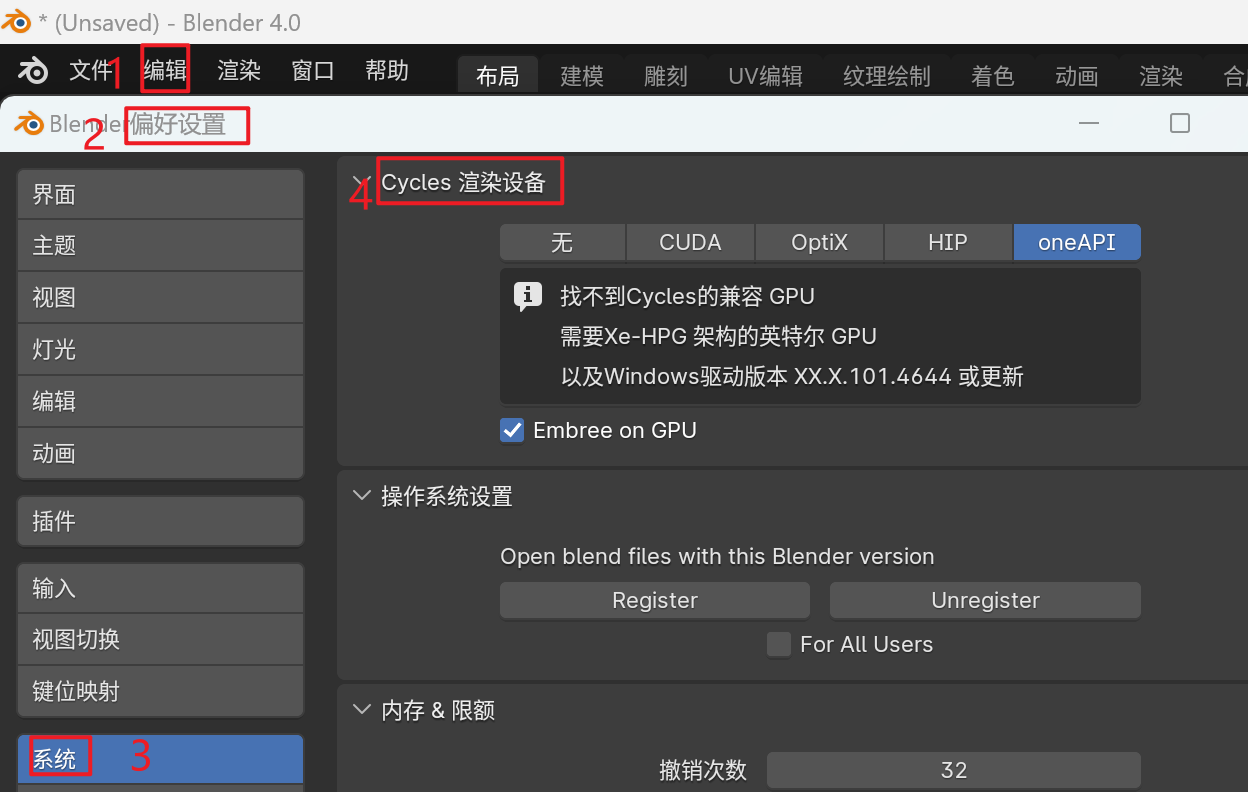 * (Unsaved) - Blender 4.0
文件 1 编辑 渲染 窗口 帮助 布局 建模 雕刻 UV编辑 纹理绘制 着色 动画 渲染
Blender偏好设置
2
界面
主题
视图
灯光
编辑
动画
插件
输入
视图切换
键位映射
系统 3
4 Cycles 渲染设备
无 CUDA OptiX HIP oneAPI
找不到Cycles的兼容 GPU
需要Xe-HPG 架构的英特尔 GPU
以及Windows驱动版本 XX.X.101.4644 或更新
Embree on GPU
操作系统设置
Open blend files with this Blender version
Register Unregister
For All Users
内存 & 限额
撤销次数 32